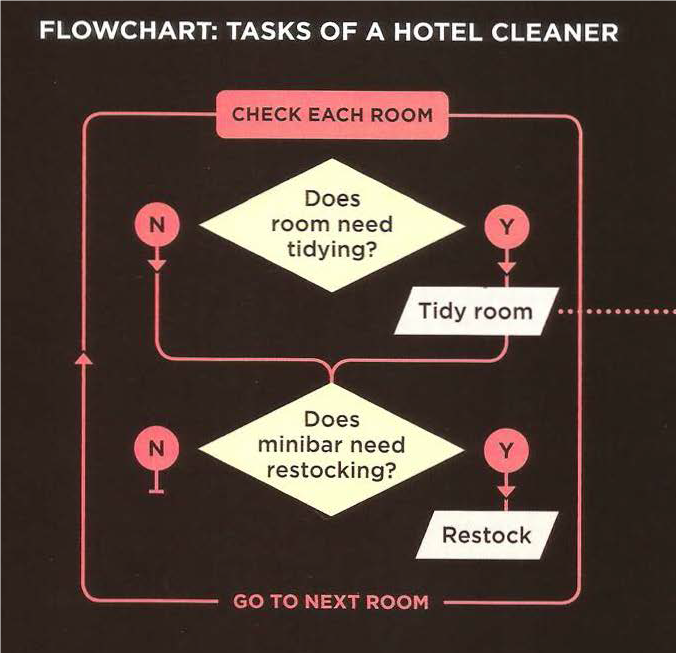 FLOWCHART: TASKS OF A HOTEL CLEANER
CHECK EACH ROOM
Does
room need
tidying?
N
Y
Tidy room
Does
minibar need
restocking?
N
Y
Restock
GO TO NEXT ROOM